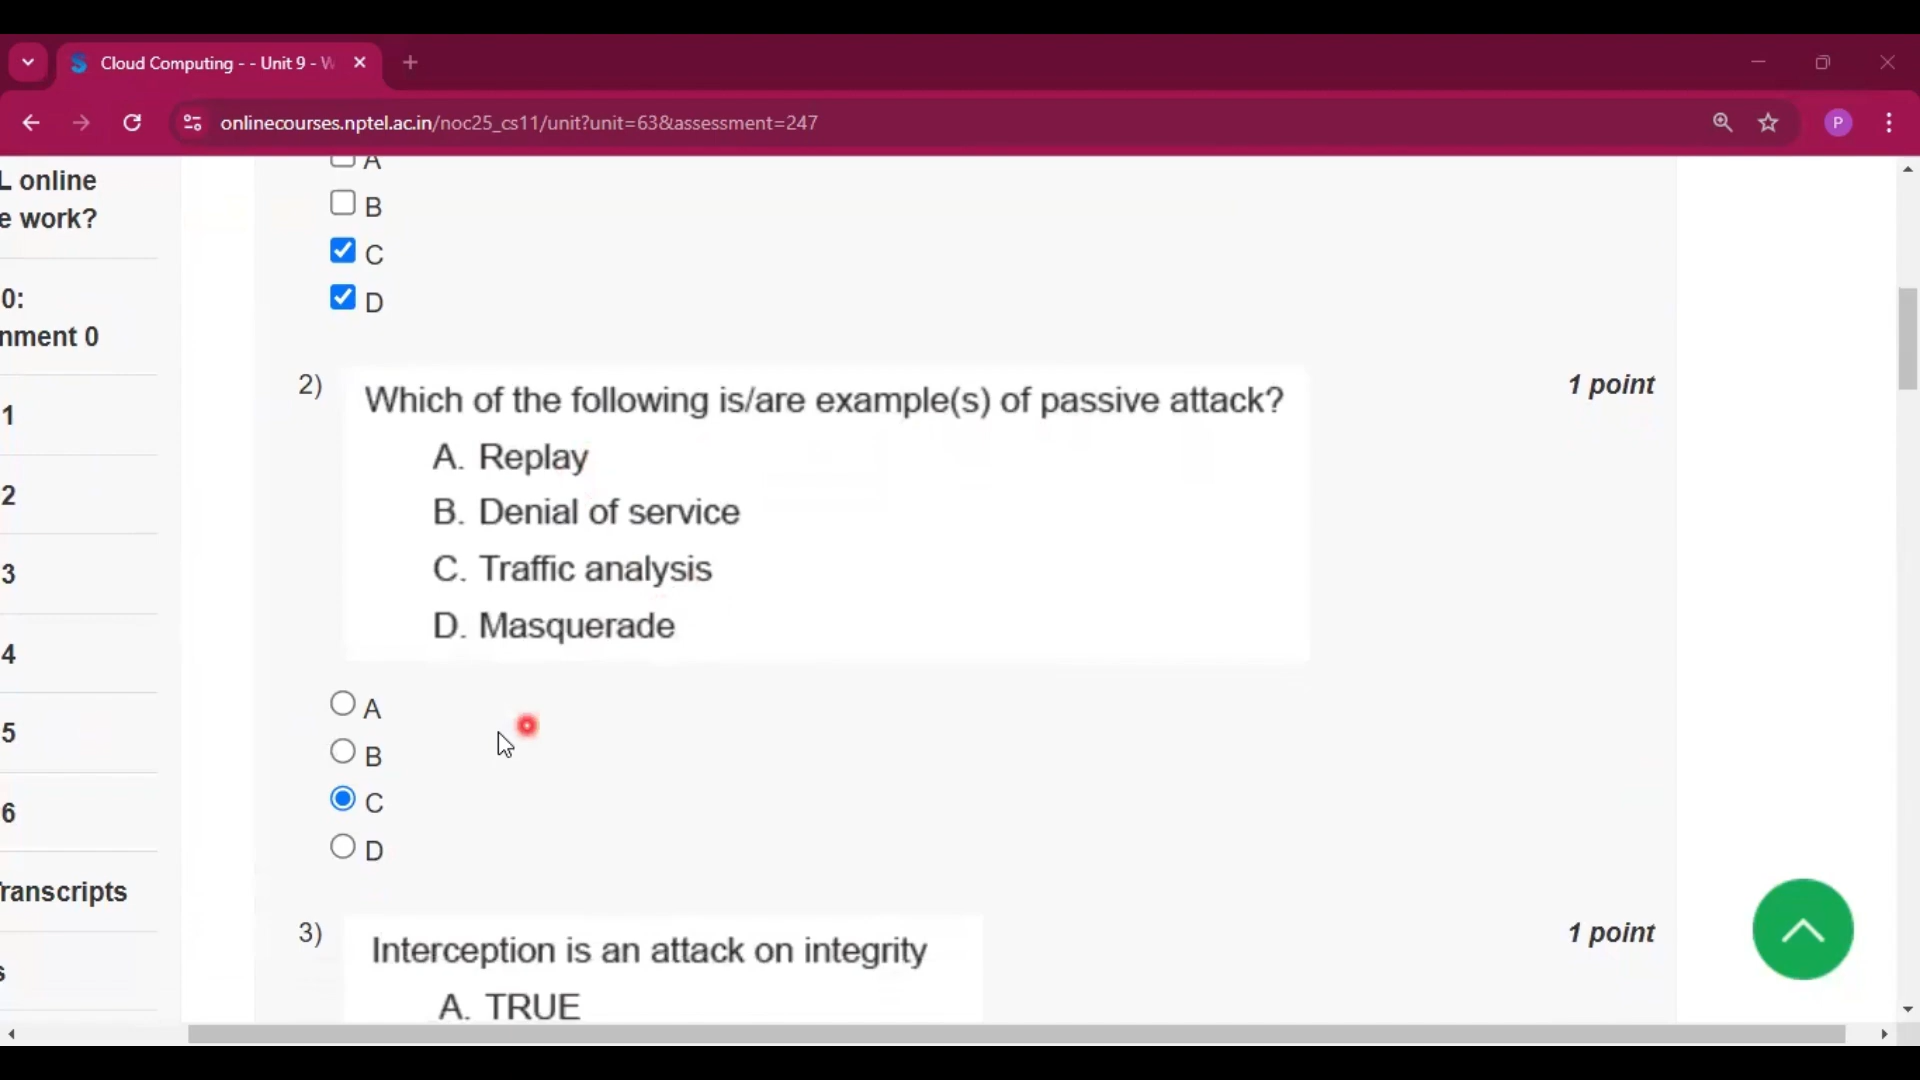 Cloud Computing - - Unit 9 - W
onlinecourses.nptel.ac.in/noc25_cs11/unit?unit=63&assessment=247
P
L online
e work?
0:
nment 0
1
2
3
4
5
6
ranscripts
s
A
B
C
D
2)
Which of the following is/are example(s) of passive attack?
1 point
A. Replay
B. Denial of service
C. Traffic analysis
D. Masquerade
A
B
C
D
3)
Interception is an attack on integrity
1 point
A. TRUE